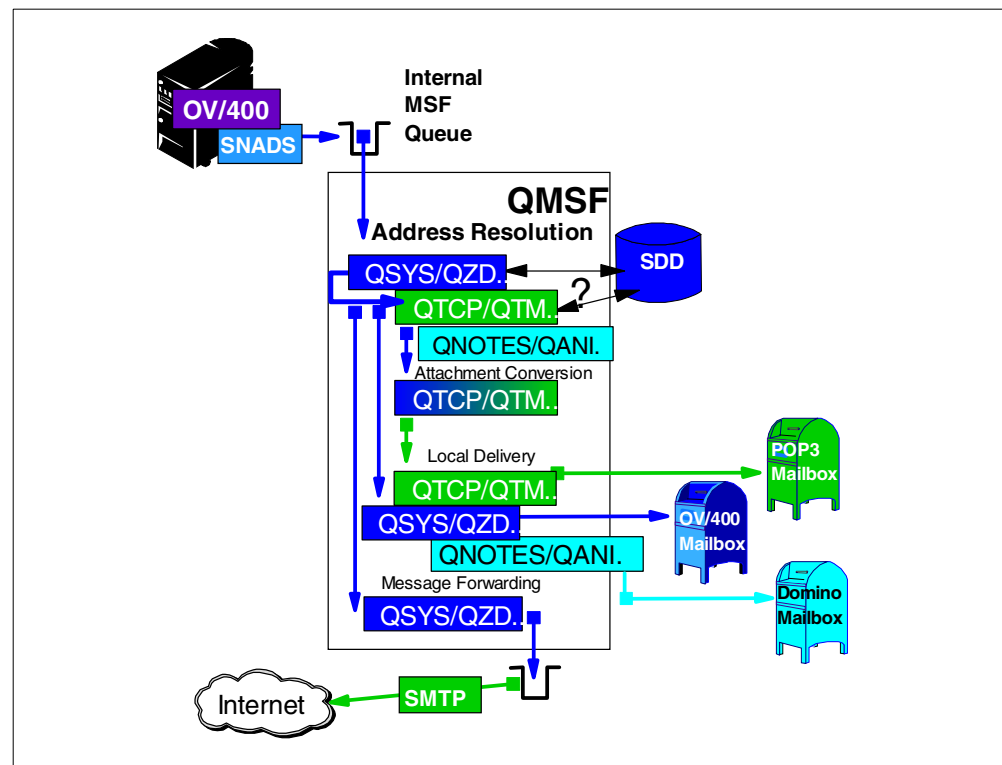 OV/400
SNADS
Internal
MSF
Queue
QMSF
Address Resolution
QSYS/QZD..
SDD
?
QTCP/QTM..
QNOTES/QANI.
Attachment Conversion
QTCP/QTM..
Local Delivery
QTCP/QTM..
POP3
Mailbox
QSYS/QZD..
OV/400
Mailbox
QNOTES/QANI.
Message Forwarding
Domino
Mailbox
QSYS/QZD..
SMTP
Internet